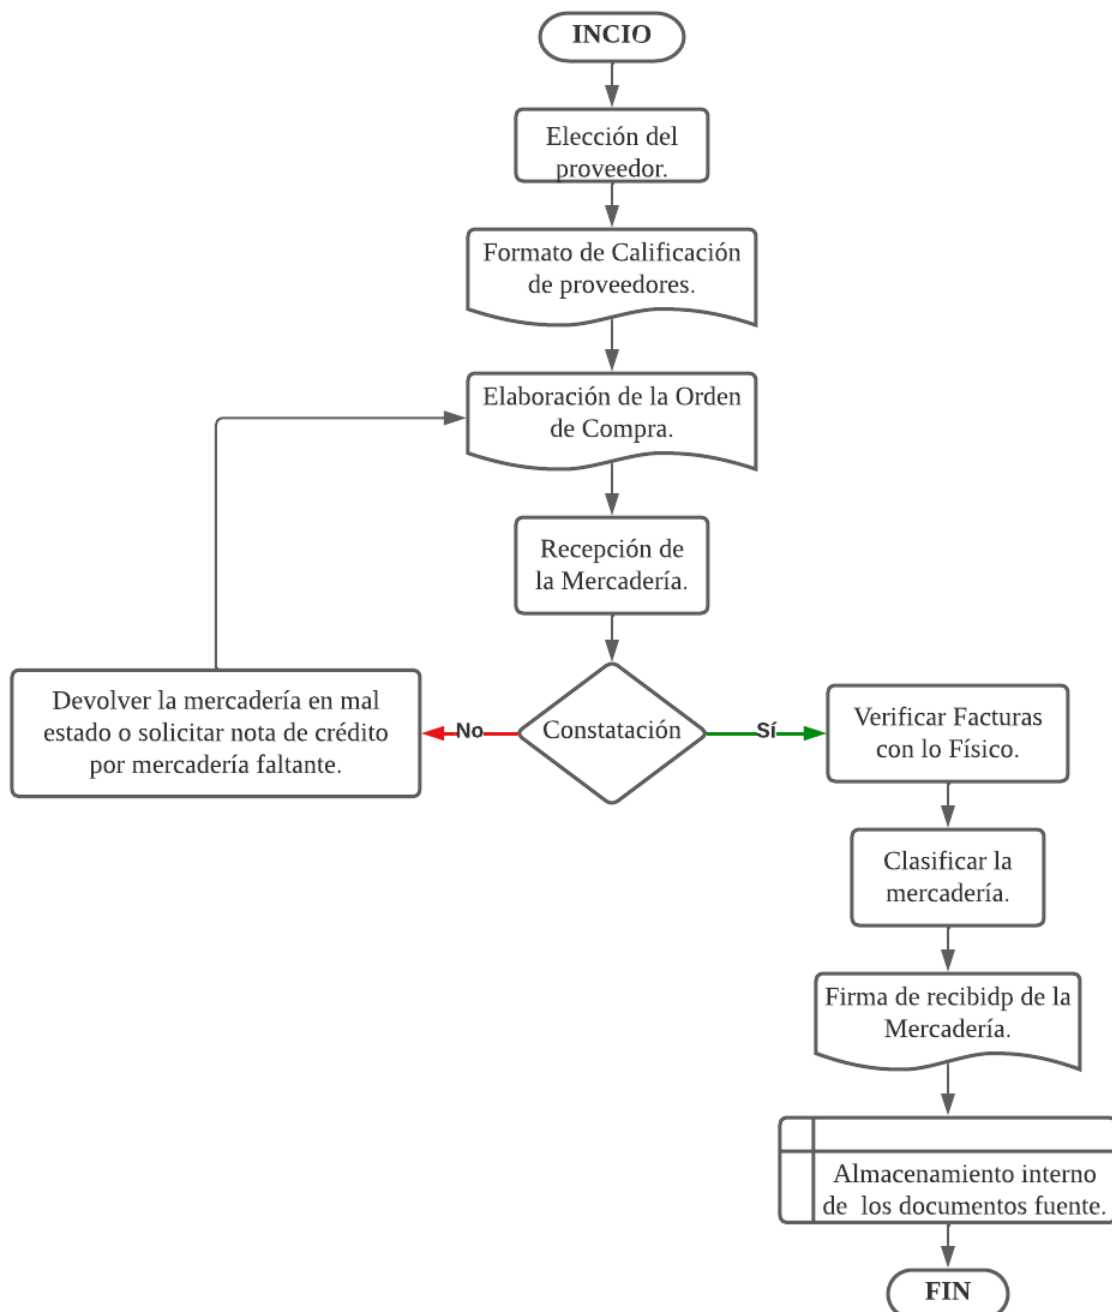 INCIO
Elección del
proveedor.
Formato de Calificación
de proveedores.
Elaboración de la Orden
de Compra.
Recepción de
la Mercadería.
Constatación
No
Devolver la mercadería en mal
estado o solicitar nota de crédito
por mercadería faltante.
Sí
Verificar Facturas
con lo Físico.
Clasificar la
mercadería.
Firma de recibidp de la
Mercadería.
Almacenamiento interno
de  los documentos fuente.
FIN